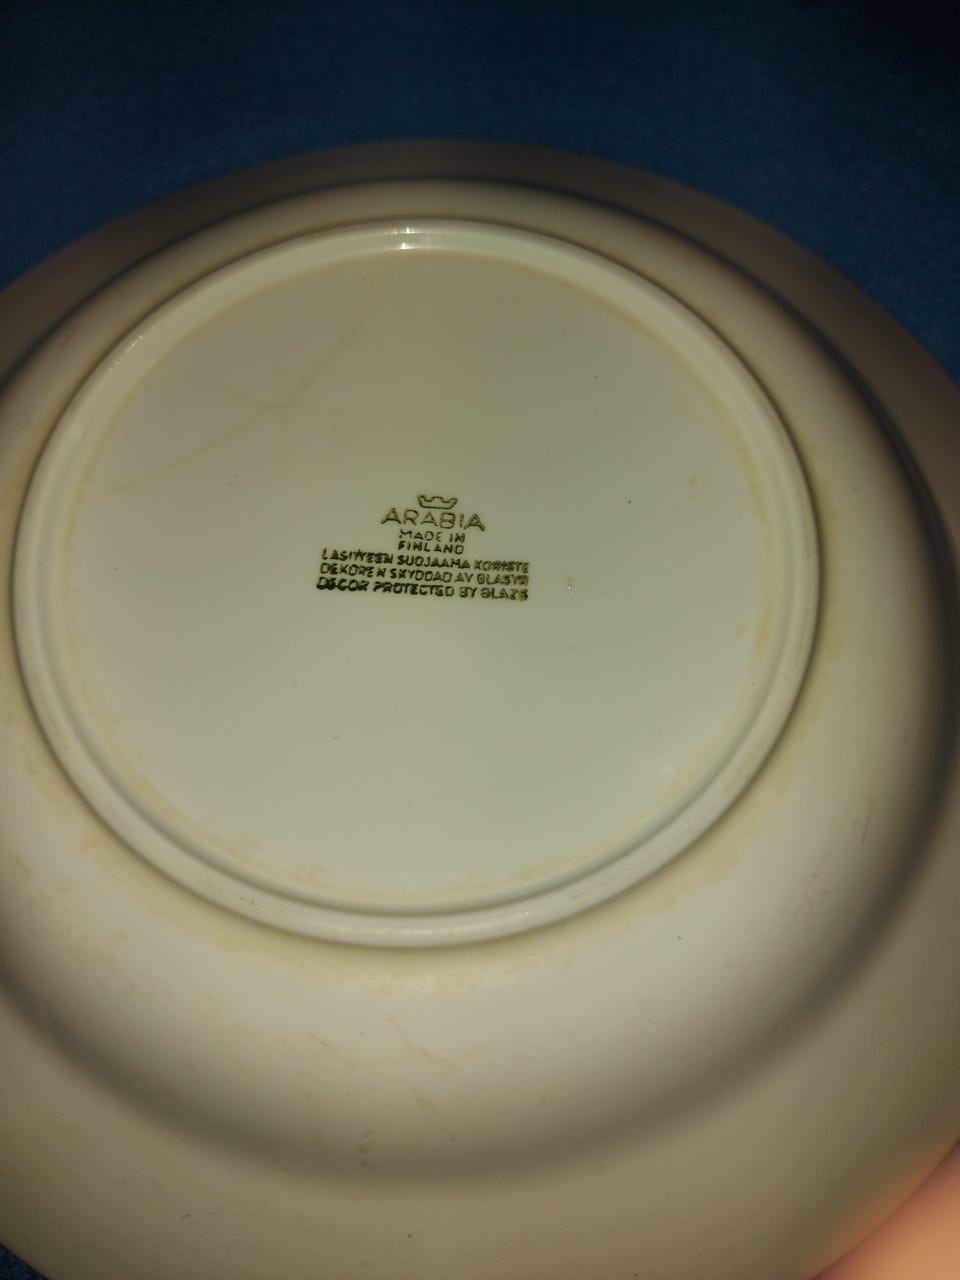 ARABIA
MADE IN
FINLAND
LASITTEEN SUOJAAMA KORISTE
DEKOREN SKYDDAD AV GLASYR
DECOR PROTECTED BY GLAZE